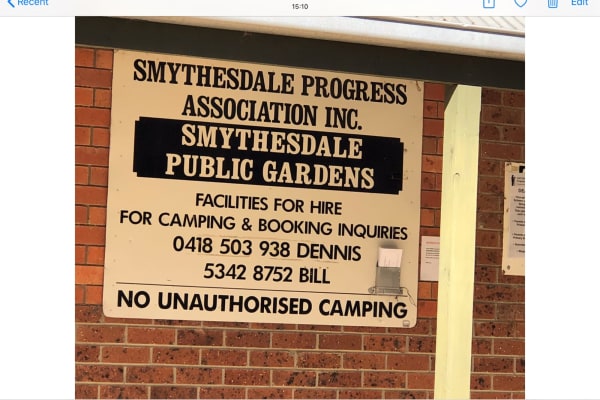 Recent
15:10
Edit
SMYTHESDALE PROGRESS
ASSOCIATION INC.
SMYTHESDALE
PUBLIC GARDENS
FACILITIES FOR HIRE
FOR CAMPING & BOOKING INQUIRIES
0418 503 938 DENNIS
5342 8752 BILL
NO UNAUTHORISED CAMPING